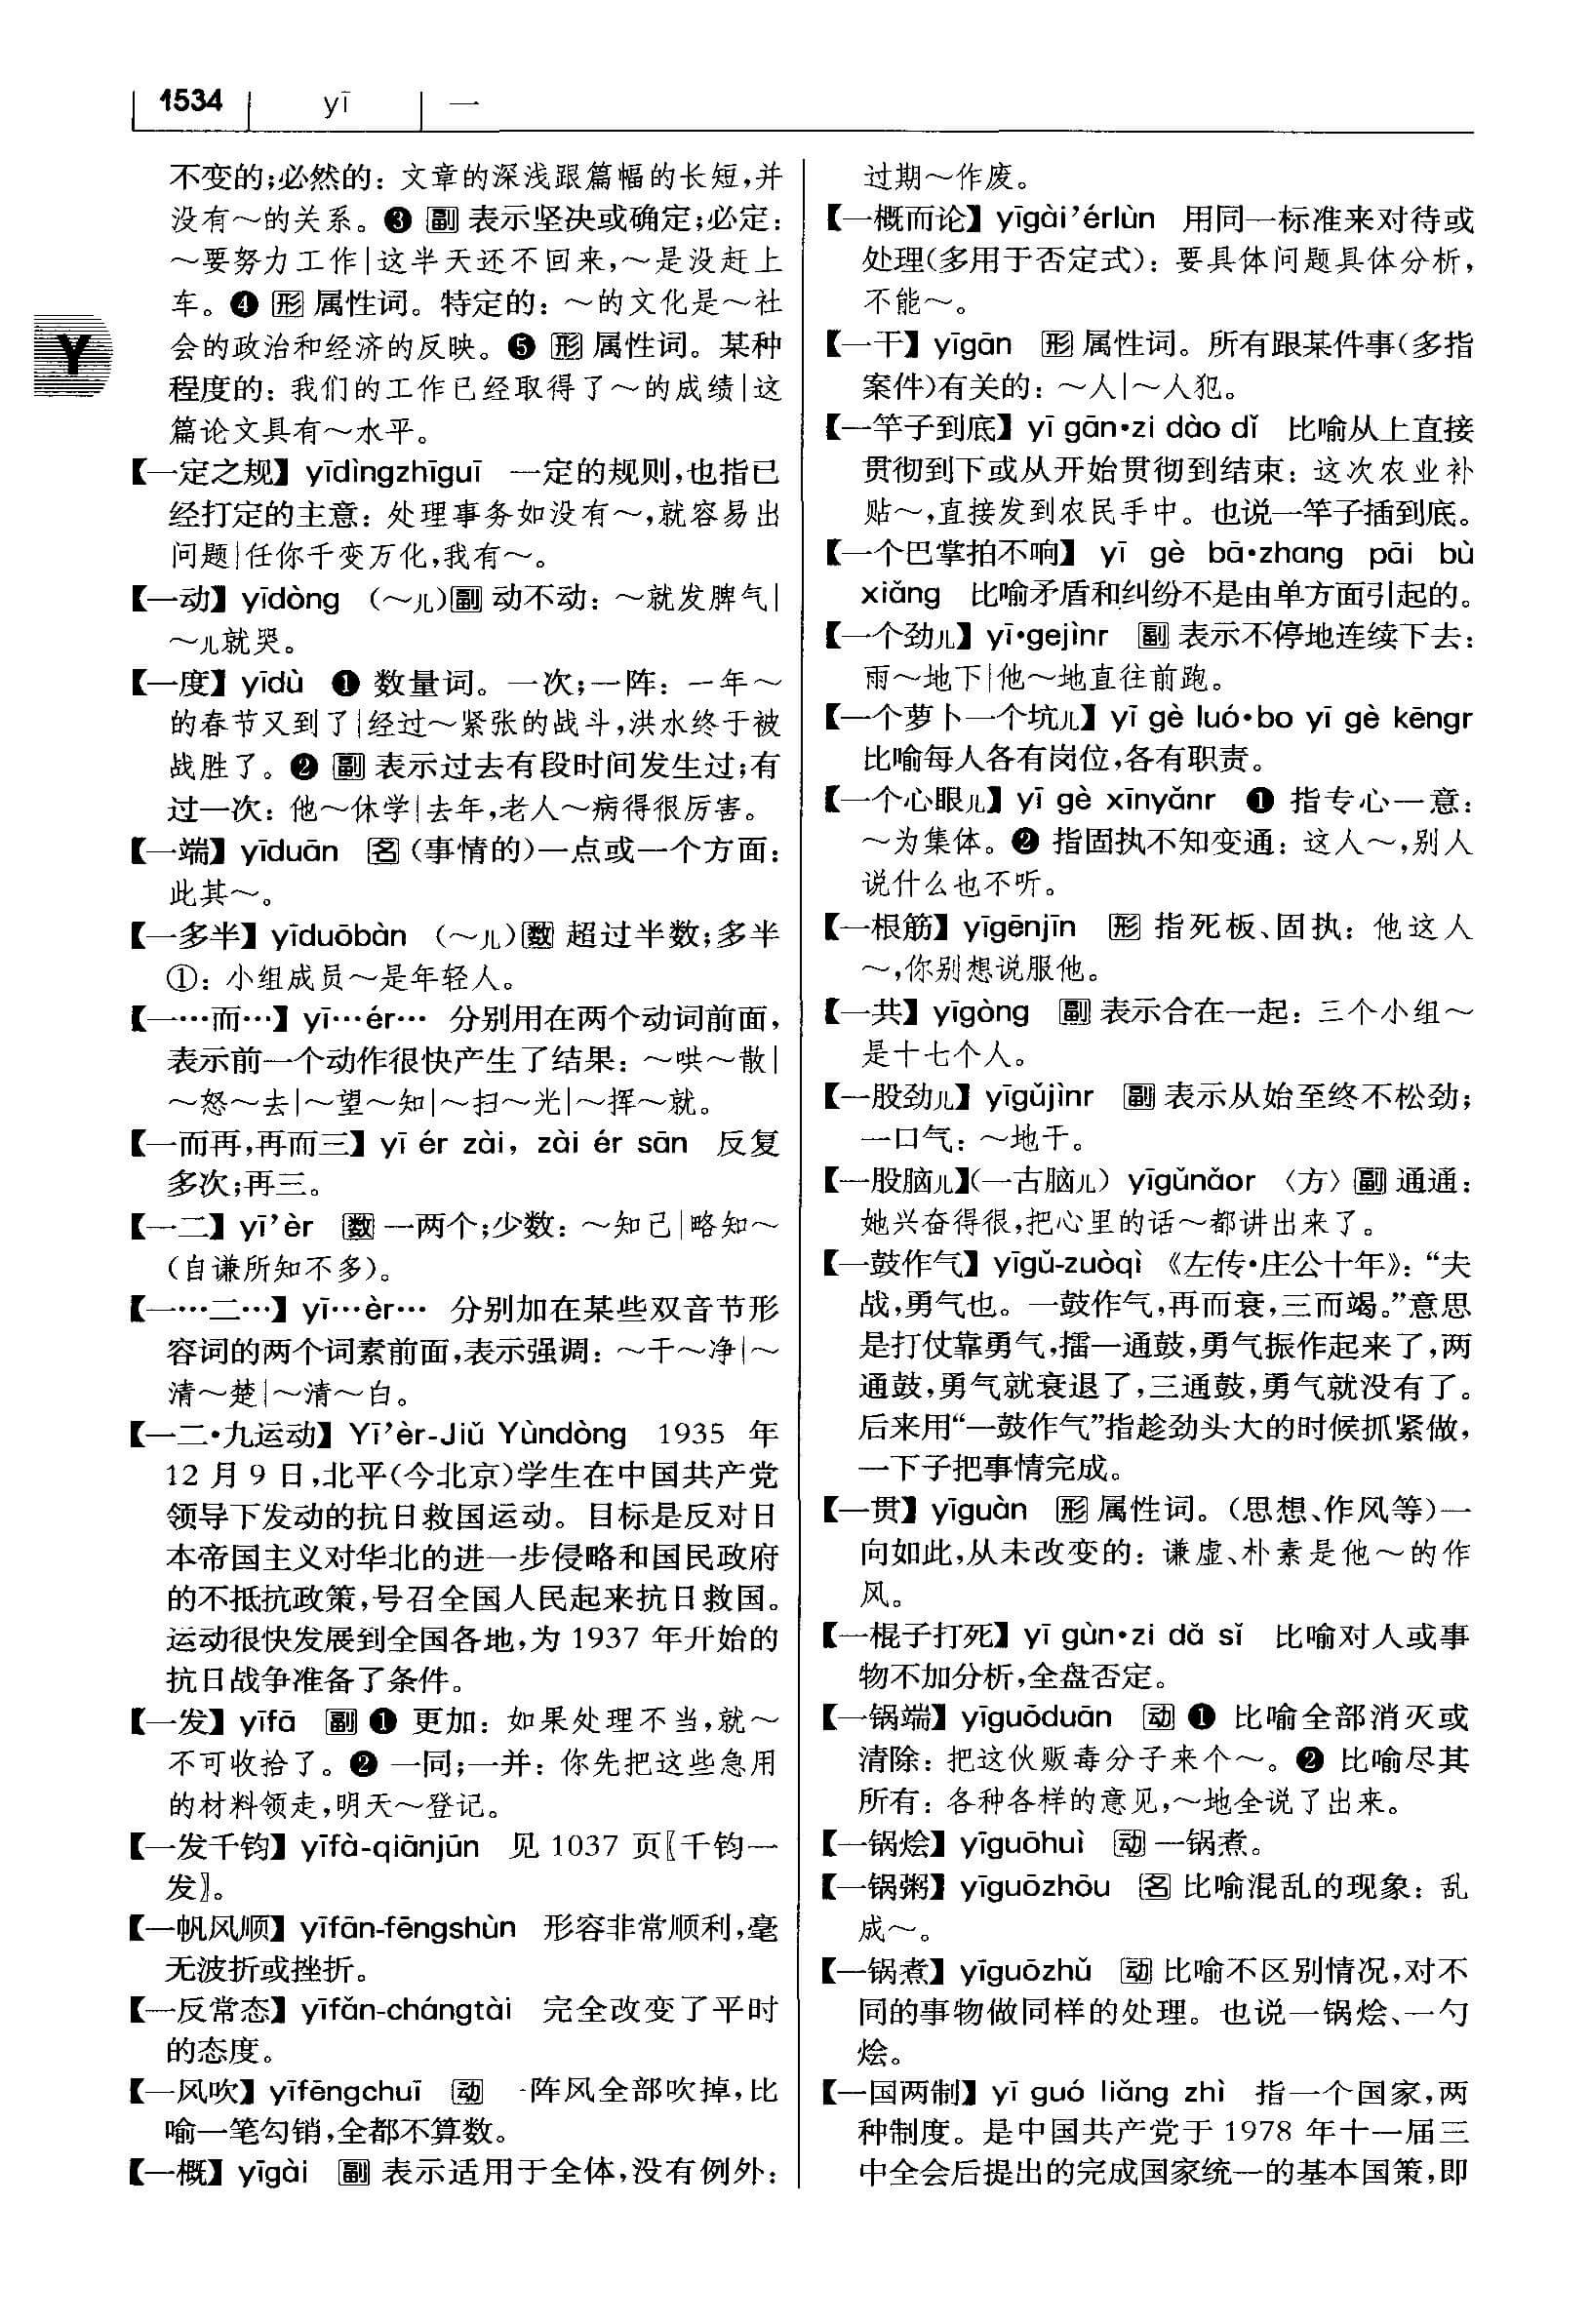 1534 yī 一
不变的;必然的：文章的深浅跟篇幅的长短,并
没有～的关系。❸ 副 表示坚决或确定;必定：
～要努力工作|这半天还不回来,～是没赶上
车。❹ 形 属性词。特定的：～的文化是～社
会的政治和经济的反映。❺ 形 属性词。某种
程度的：我们的工作已经取得了～的成绩|这
篇论文具有～水平。
【一定之规】yīdìngzhīguī 一定的规则,也指已
经打定的主意：处理事务如没有～,就容易出
问题|任你千变万化,我有～。
【一动】yīdòng （～儿）副 动不动：～就发脾气|
～儿就哭。
【一度】yīdù ❶ 数量词。一次;一阵：一年～
的春节又到了|经过～紧张的战斗,洪水终于被
战胜了。❷ 副 表示过去有段时间发生过;有
过一次：他～休学|去年,老人～病得很厉害。
【一端】yīduān 名（事情的）一点或一个方面：
此其～。
【一多半】yīduōbàn （～儿）数 超过半数;多半
①：小组成员～是年轻人。
【一…而…】yī…ér… 分别用在两个动词前面,
表示前一个动作很快产生了结果：～哄～散|
～怒～去|～望～知|～扫～光|～挥～就。
【一而再,再而三】yī ér zài, zài ér sān 反复
多次;再三。
【一二】yī'èr 数 一两个;少数：～知己|略知～
（自谦所知不多）。
【一…二…】yī…èr… 分别加在某些双音节形
容词的两个词素前面,表示强调：～干～净|～
清～楚|～清～白。
【一二·九运动】Yī'èr-Jiǔ Yùndòng 1935 年
12 月 9 日,北平（今北京）学生在中国共产党
领导下发动的抗日救国运动。目标是反对日
本帝国主义对华北的进一步侵略和国民政府
的不抵抗政策,号召全国人民起来抗日救国。
运动很快发展到全国各地,为 1937 年开始的
抗日战争准备了条件。
【一发】yīfā 副 ❶ 更加：如果处理不当,就～
不可收拾了。❷ 一同;一并：你先把这些急用
的材料领走,明天～登记。
【一发千钧】yīfà-qiānjūn 见 1037 页〖千钧一
发〗。
【一帆风顺】yīfān-fēngshùn 形容非常顺利,毫
无波折或挫折。
【一反常态】yīfǎn-chángtài 完全改变了平时
的态度。
【一风吹】yīfēngchuī 动 一阵风全部吹掉,比
喻一笔勾销,全都不算数。
【一概】yīgài 副 表示适用于全体,没有例外：
过期～作废。
【一概而论】yīgài'érlùn 用同一标准来对待或
处理（多用于否定式）：要具体问题具体分析,
不能～。
【一干】yīgān 形 属性词。所有跟某件事（多指
案件）有关的：～人|～人犯。
【一竿子到底】yī gān·zi dào dǐ 比喻从上直接
贯彻到下或从开始贯彻到结束：这次农业补
贴～,直接发到农民手中。也说一竿子插到底。
【一个巴掌拍不响】yī gè bā·zhang pāi bù
xiǎng 比喻矛盾和纠纷不是由单方面引起的。
【一个劲儿】yī·gejìnr 副 表示不停地连续下去：
雨～地下|他～地直往前跑。
【一个萝卜一个坑儿】yī gè luó·bo yī gè kēngr
比喻每人各有岗位,各有职责。
【一个心眼儿】yī gè xīnyǎnr ❶ 指专心一意：
～为集体。❷ 指固执不知变通：这人～,别人
说什么也不听。
【一根筋】yīgēnjīn 形 指死板、固执：他这人
～,你别想说服他。
【一共】yīgòng 副 表示合在一起：三个小组～
是十七个人。
【一股劲儿】yīgǔjìnr 副 表示从始至终不松劲;
一口气：～地干。
【一股脑儿】（一古脑儿）yīgǔnǎor 〈方〉副 通通：
她兴奋得很,把心里的话～都讲出来了。
【一鼓作气】yīgǔ-zuòqì 《左传·庄公十年》：“夫
战,勇气也。一鼓作气,再而衰,三而竭。”意思
是打仗靠勇气,擂一通鼓,勇气振作起来了,两
通鼓,勇气就衰退了,三通鼓,勇气就没有了。
后来用“一鼓作气”指趁劲头大的时候抓紧做,
一下子把事情完成。
【一贯】yīguàn 形 属性词。（思想、作风等）一
向如此,从未改变的：谦虚、朴素是他～的作
风。
【一棍子打死】yī gùn·zi dǎ sǐ 比喻对人或事
物不加分析,全盘否定。
【一锅端】yīguōduān 动 ❶ 比喻全部消灭或
清除：把这伙贩毒分子来个～。❷ 比喻尽其
所有：各种各样的意见,～地全说了出来。
【一锅烩】yīguōhuì 动 一锅煮。
【一锅粥】yīguōzhōu 名 比喻混乱的现象：乱
成～。
【一锅煮】yīguōzhǔ 动 比喻不区别情况,对不
同的事物做同样的处理。也说一锅烩、一勺
烩。
【一国两制】yī guó liǎng zhì 指一个国家,两
种制度。是中国共产党于 1978 年十一届三
中全会后提出的完成国家统一的基本国策,即
Y